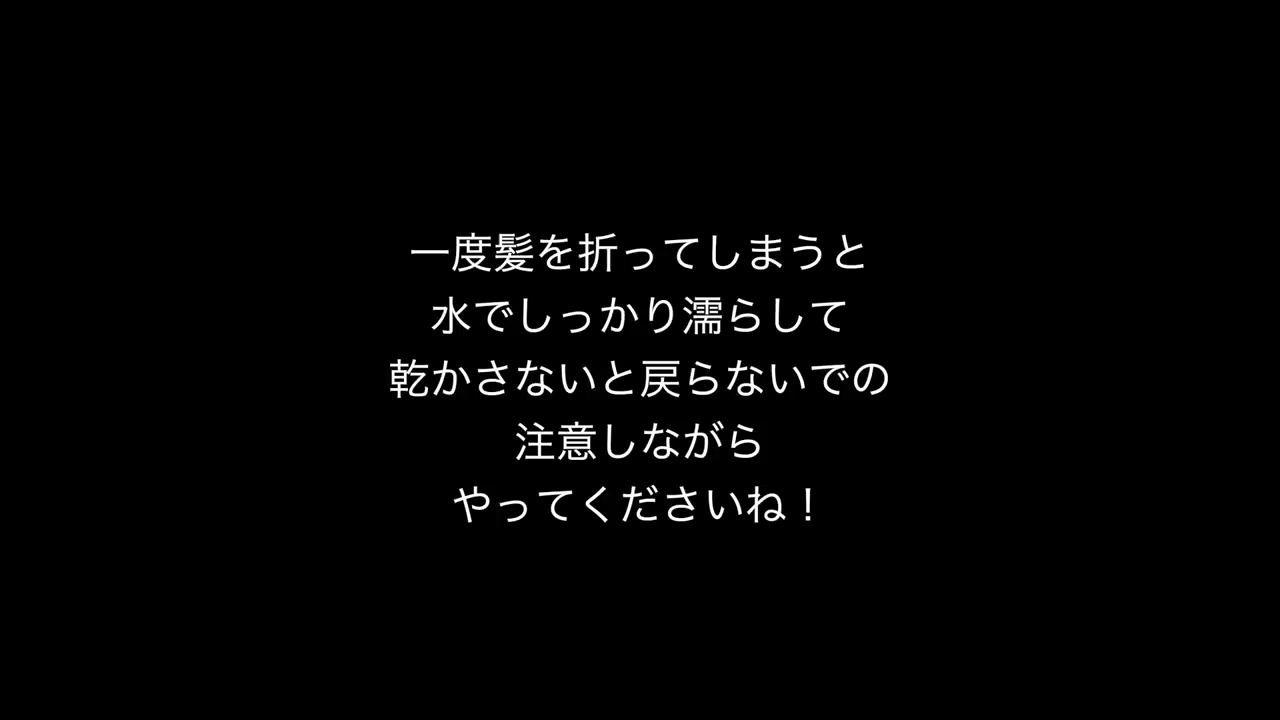 一度髪を折ってしまうと
水でしっかり濡らして
乾かさないと戻らないでの
注意しながら
やってくださいね！